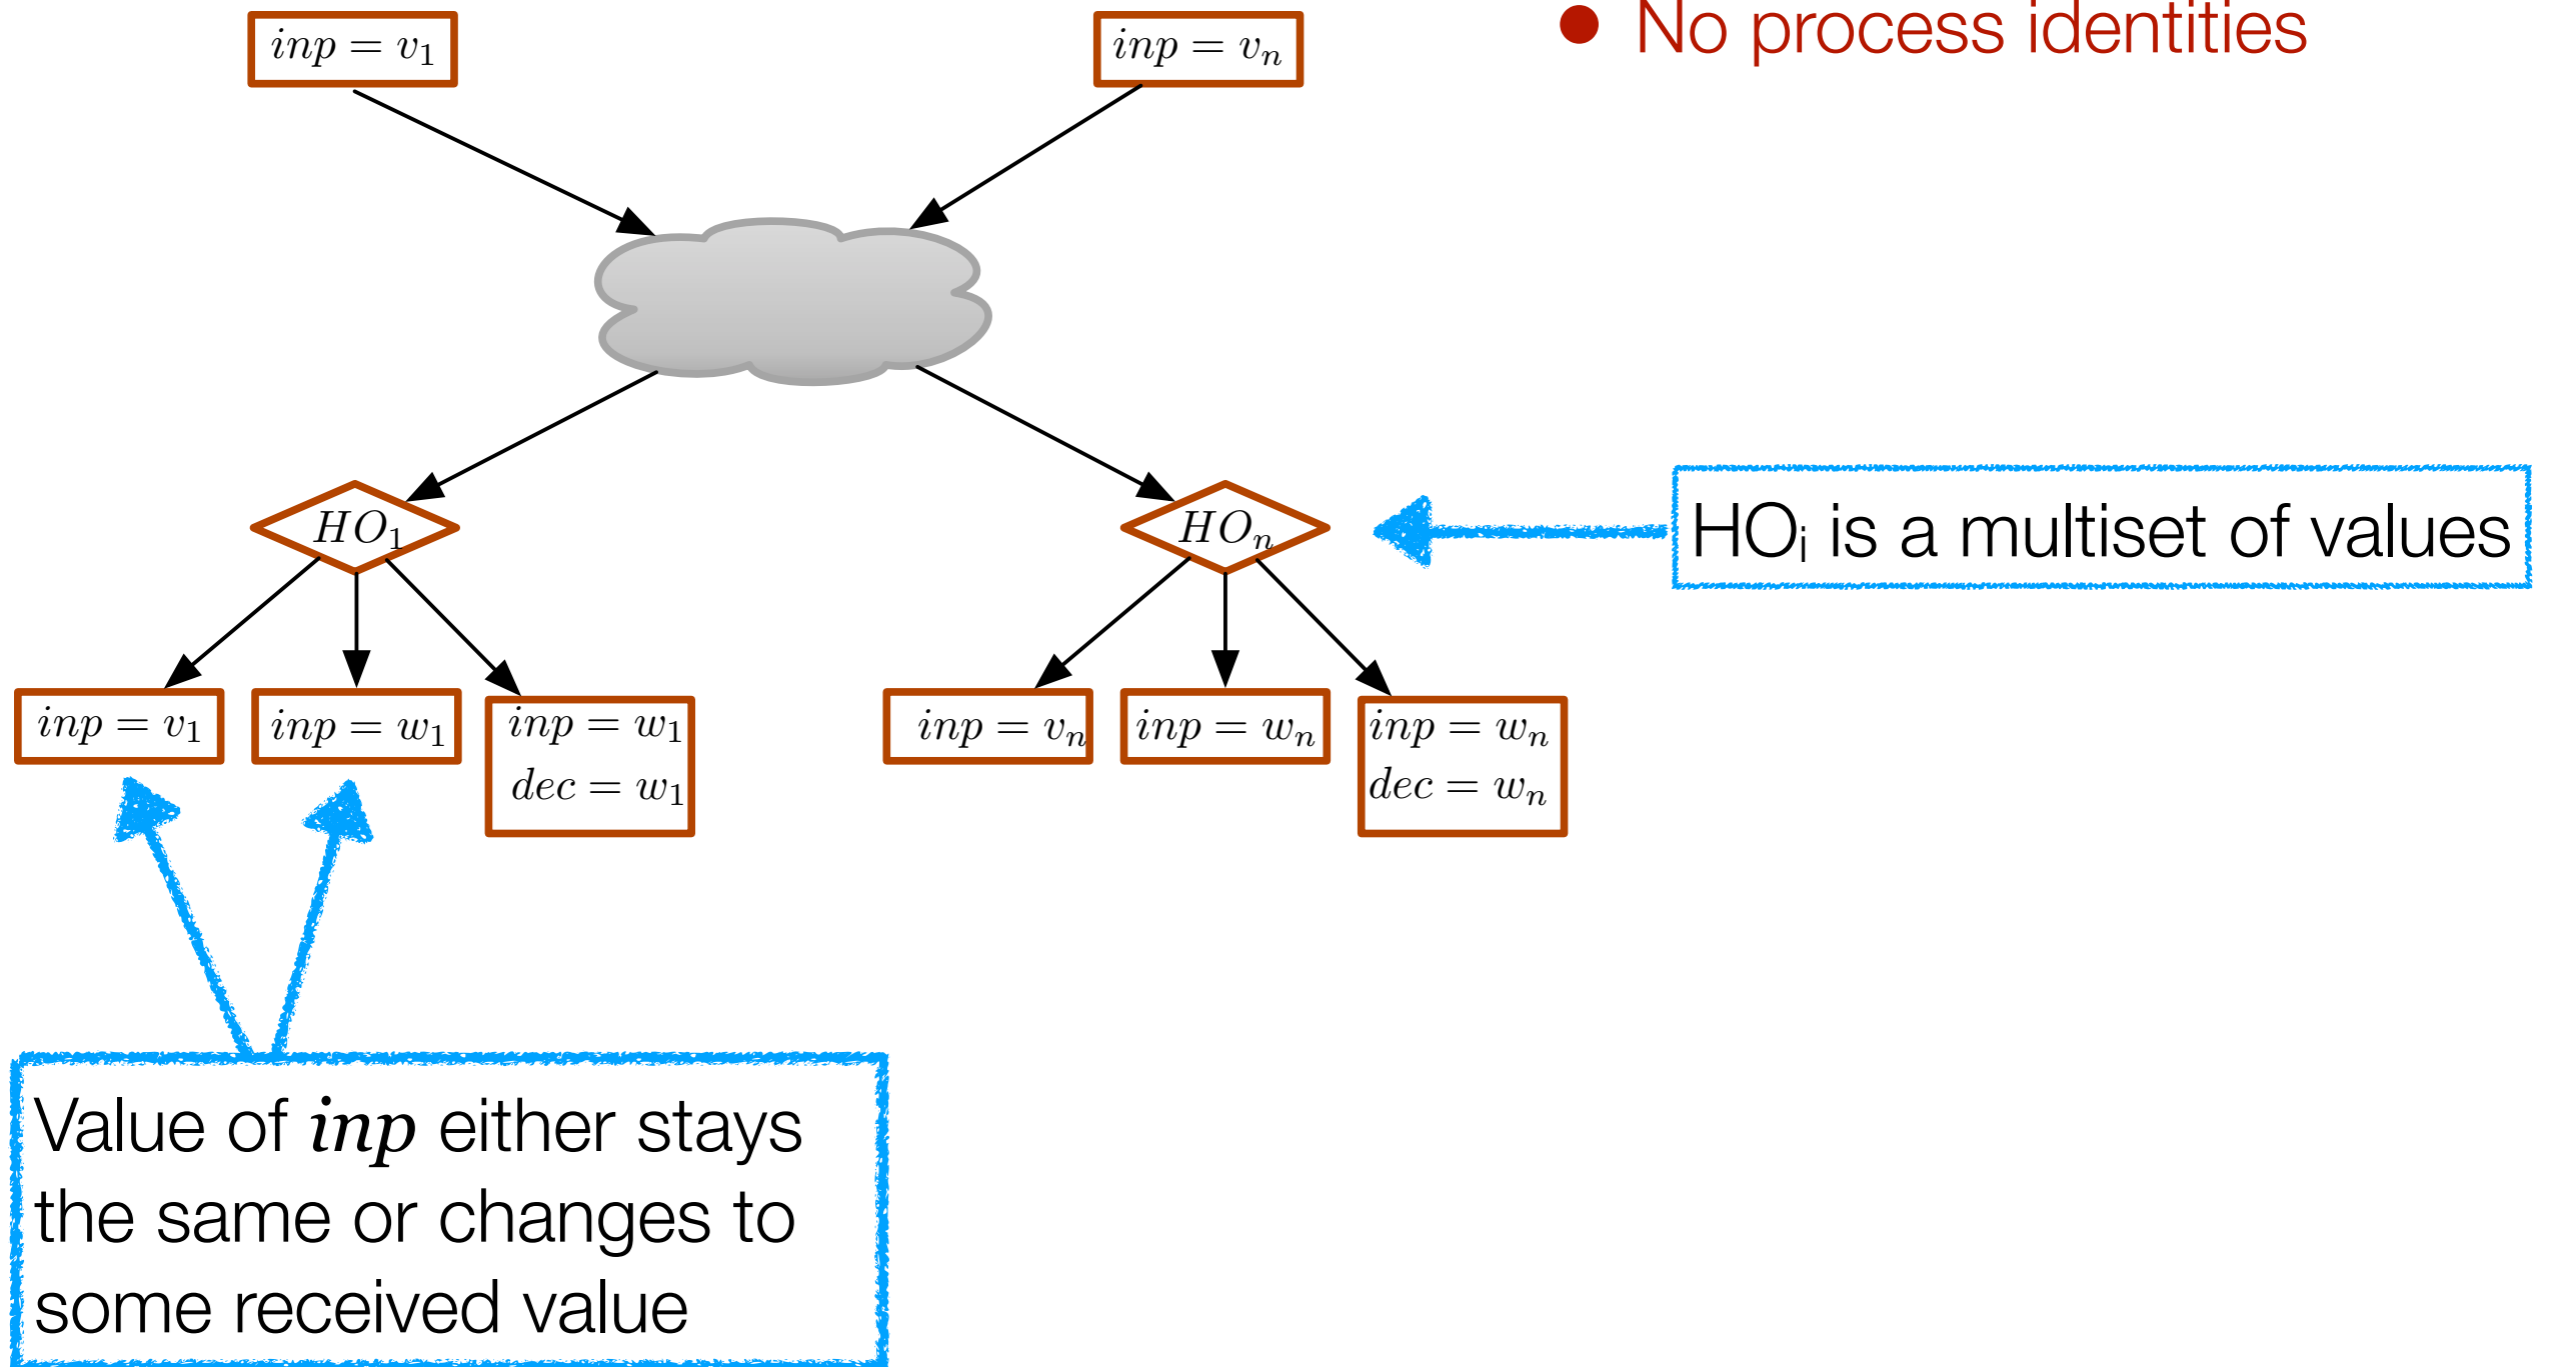 inp = v₁
inp = vₙ
• No process identities
HO₁
HOₙ
HOᵢ is a multiset of values
inp = v₁
inp = w₁
inp = w₁
dec = w₁
inp = vₙ
inp = wₙ
inp = wₙ
dec = wₙ
Value of inp either stays
the same or changes to
some received value